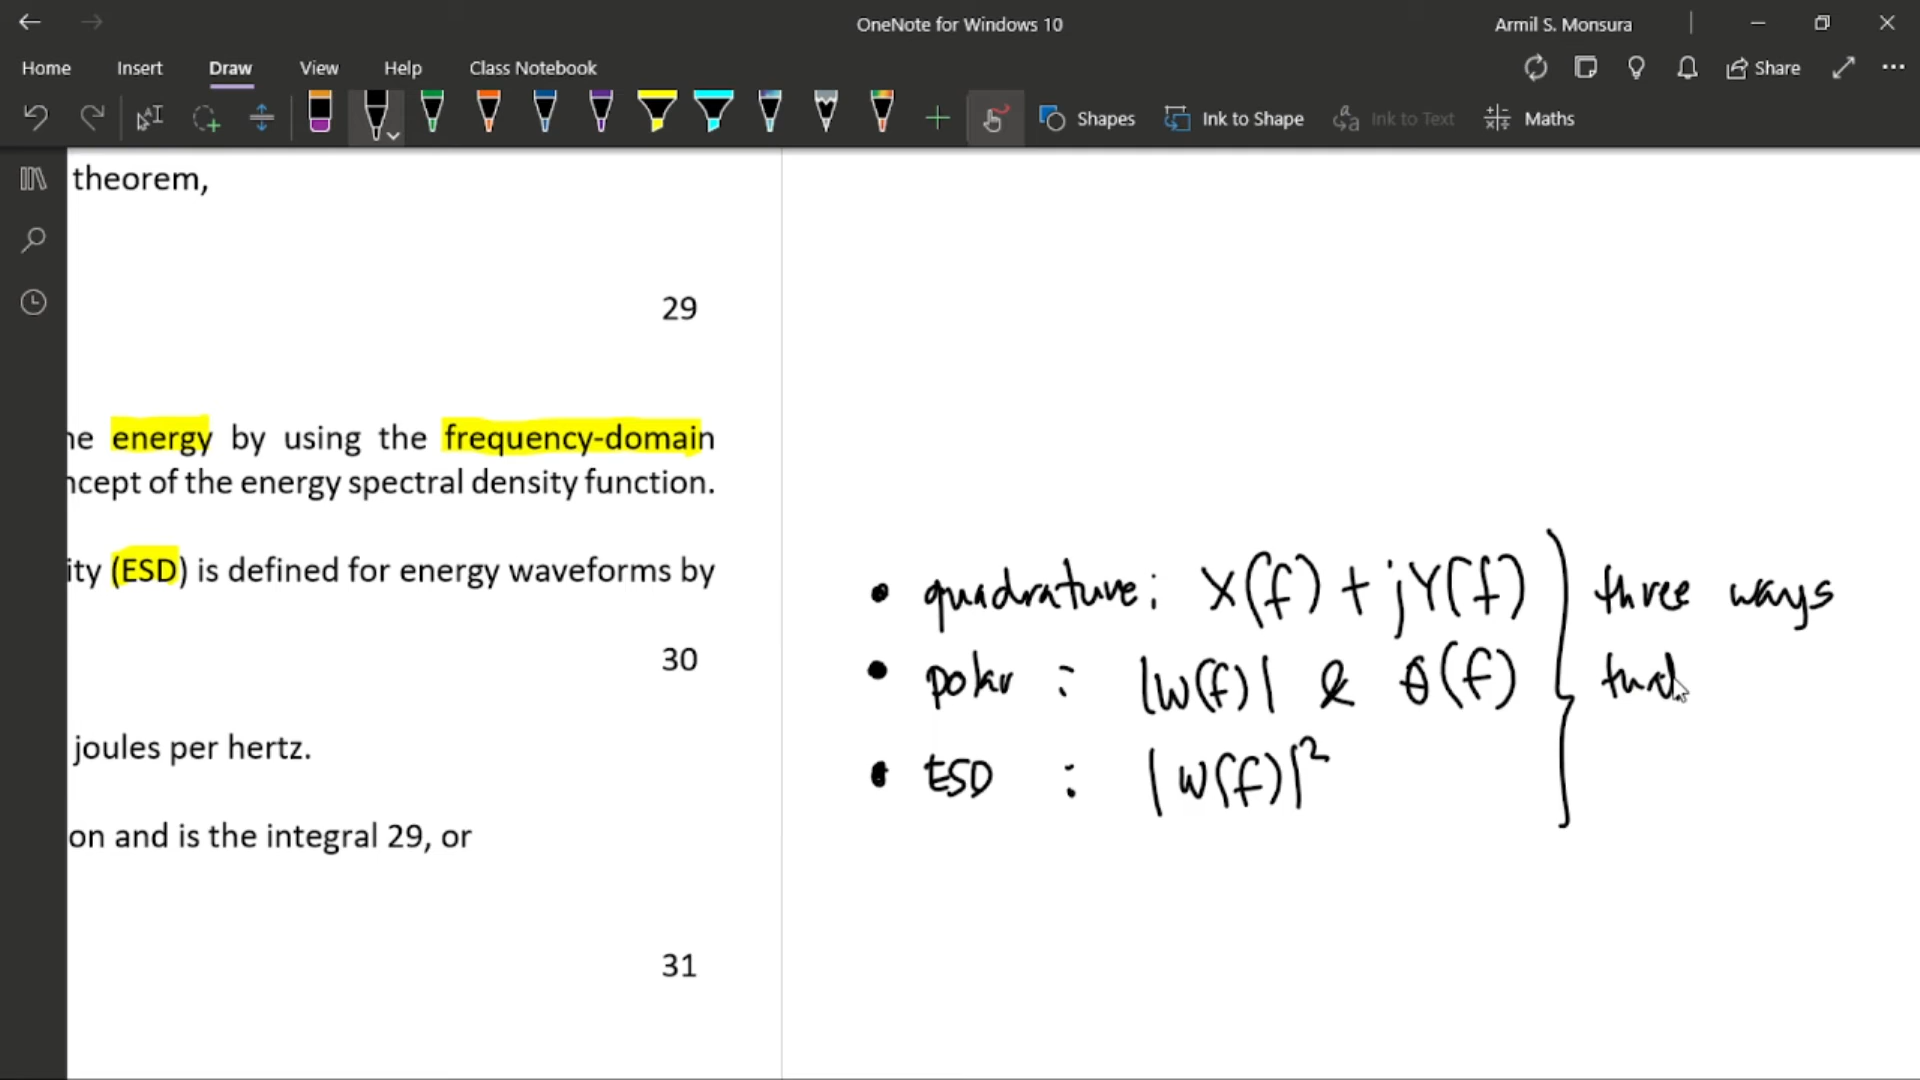 OneNote for Windows 10
Armil S. Monsura
Home Insert Draw View Help Class Notebook
Share
Shapes Ink to Shape Ink to Text Maths
theorem,
29
he energy by using the frequency-domain
ncept of the energy spectral density function.
ity (ESD) is defined for energy waveforms by
30
joules per hertz.
on and is the integral 29, or
31
• quadrature: X(f) + jY(f) } three ways
• polar : |W(f)| & θ(f)
• ESD : |W(f)|²